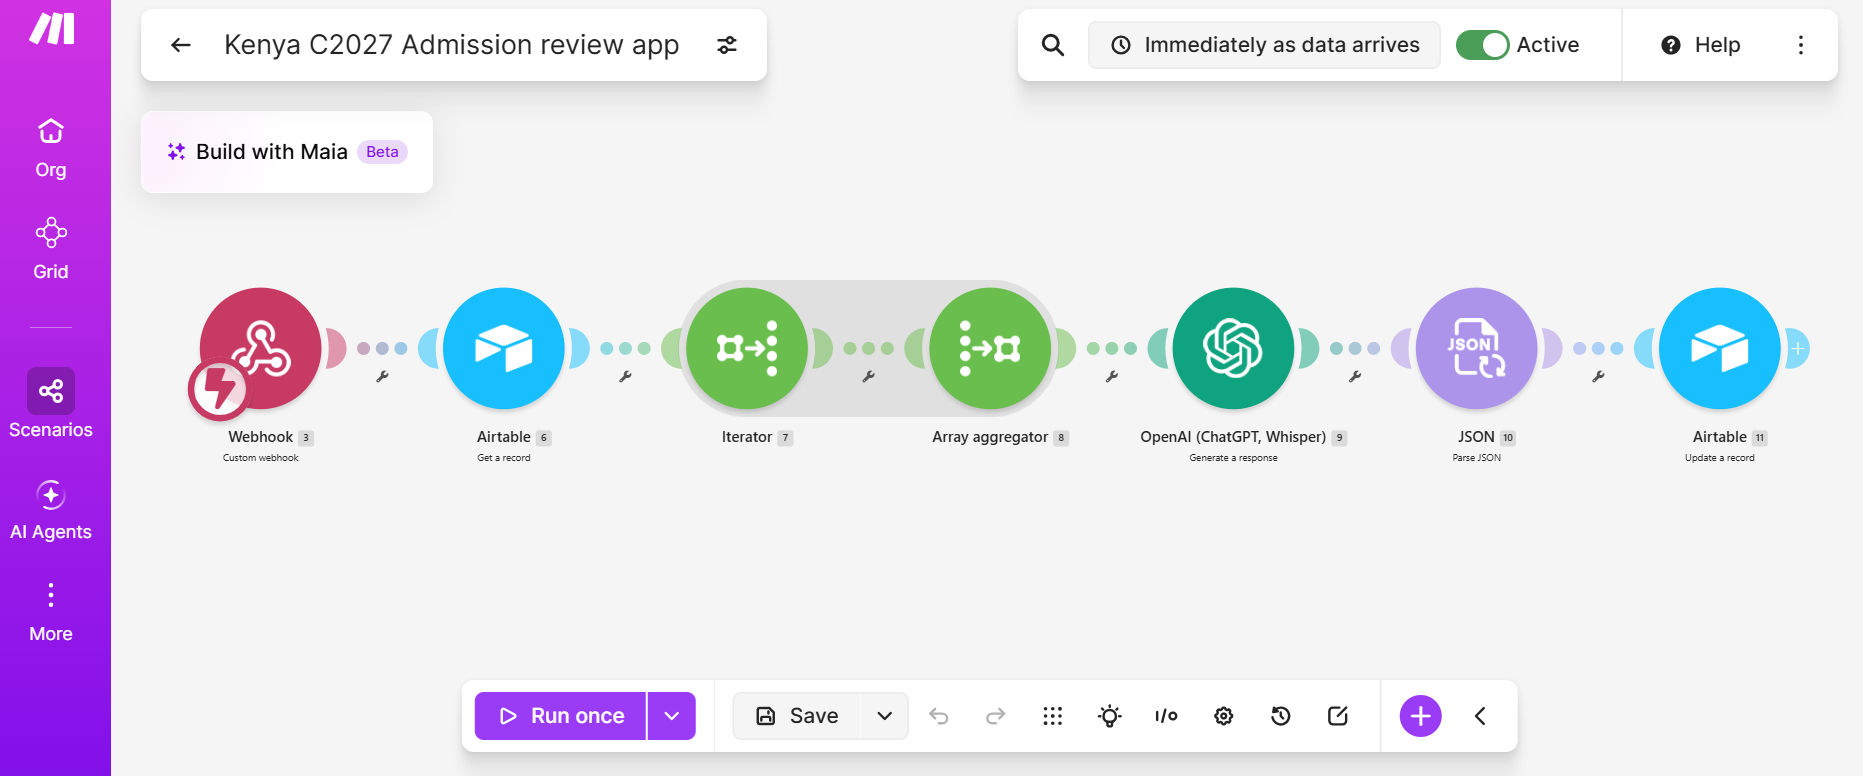 Kenya C2027 Admission review app
Immediately as data arrives
Active
Help
Build with Maia Beta
Org
Grid
Scenarios
AI Agents
More
Webhook 3
Custom webhook
Airtable 6
Get a record
Iterator 7
Array aggregator 8
OpenAI (ChatGPT, Whisper) 9
Generate a response
JSON
JSON 10
Parse JSON
Airtable 11
Update a record
Run once
Save